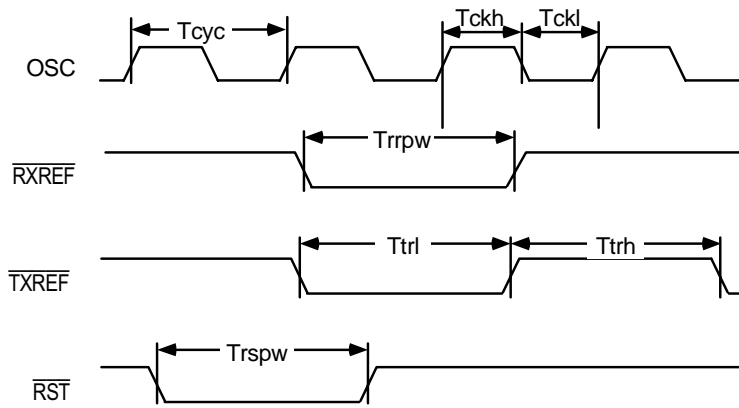 Tcyc Tckh Tckl
OSC
Trrpw
RXREF
Ttrl Ttrh
TXREF
Trspw
RST